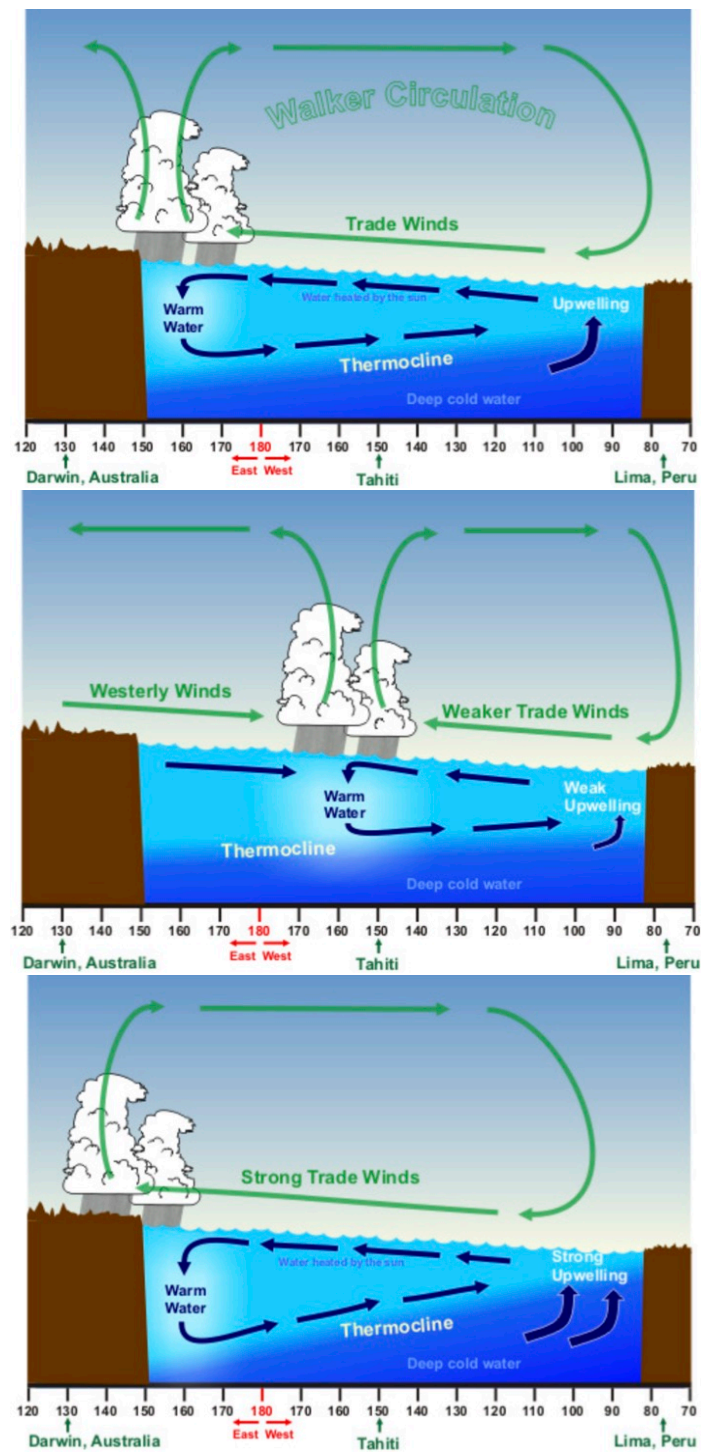 Walker Circulation
Trade Winds
Water heated by the sun
Warm
Water
Upwelling
Thermocline
Deep cold water
120 130 140 150 160 170 180 170 160 150 140 130 120 110 100 90 80 70
East West
Darwin, Australia Tahiti Lima, Peru
Westerly Winds
Weaker Trade Winds
Warm
Water
Weak
Upwelling
Thermocline
Deep cold water
120 130 140 150 160 170 180 170 160 150 140 130 120 110 100 90 80 70
East West
Darwin, Australia Tahiti Lima, Peru
Strong Trade Winds
Water heated by the sun
Strong
Upwelling
Warm
Water
Thermocline
Deep cold water
120 130 140 150 160 170 180 170 160 150 140 130 120 110 100 90 80 70
East West
Darwin, Australia Tahiti Lima, Peru